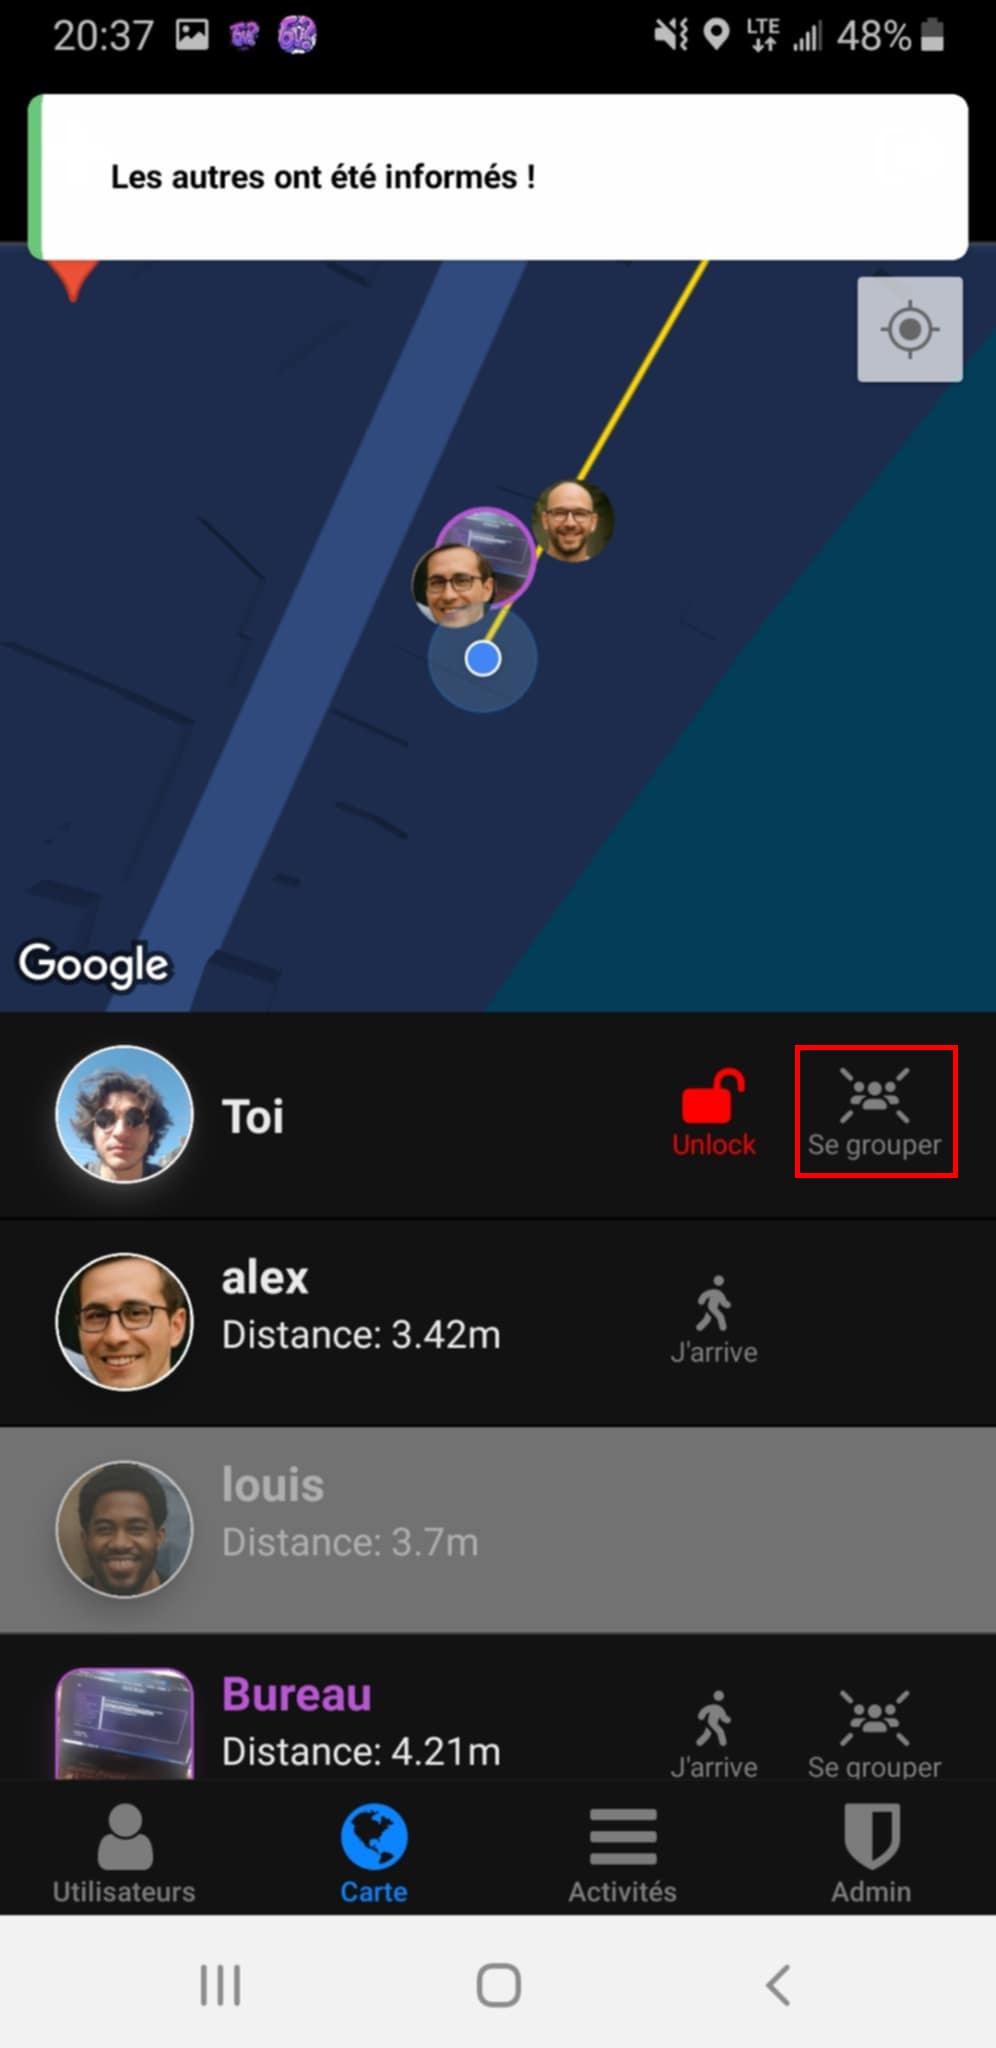 20:37 LTE 48%
Les autres ont été informés !
Google
Toi
Unlock
Se grouper
alex
Distance: 3.42m
J'arrive
louis
Distance: 3.7m
Bureau
Distance: 4.21m
J'arrive
Se grouper
Utilisateurs
Carte
Activités
Admin